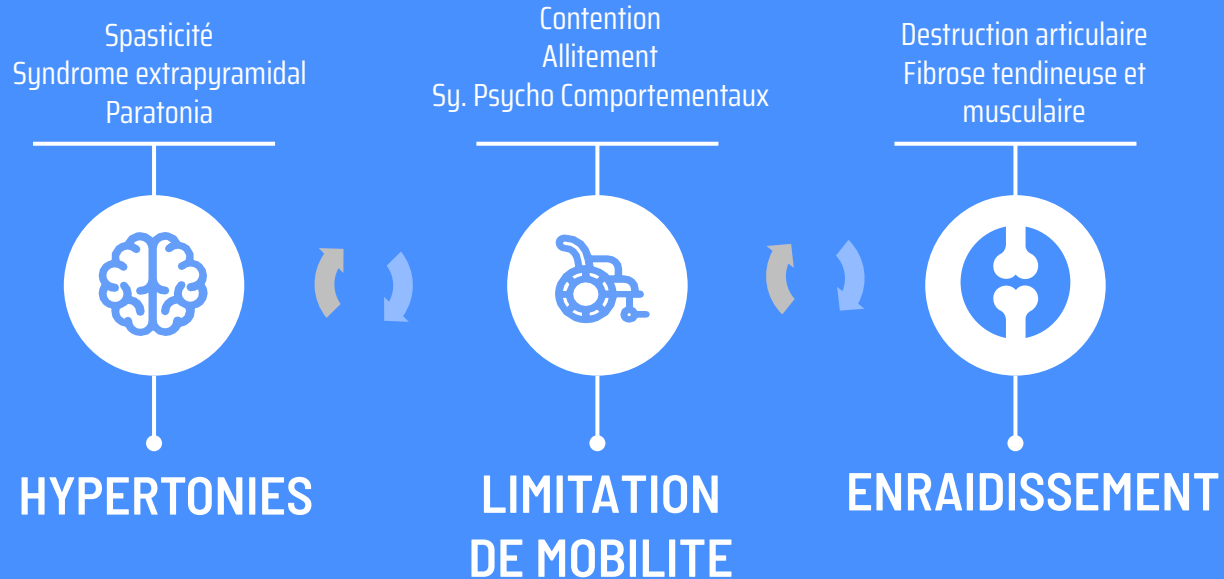 Spasticité
Syndrome extrapyramidal
Paratonia
HYPERTONIES
Contention
Allitement
Sy. Psycho Comportementaux
LIMITATION
DE MOBILITE
Destruction articulaire
Fibrose tendineuse et
musculaire
ENRAIDISSEMENT